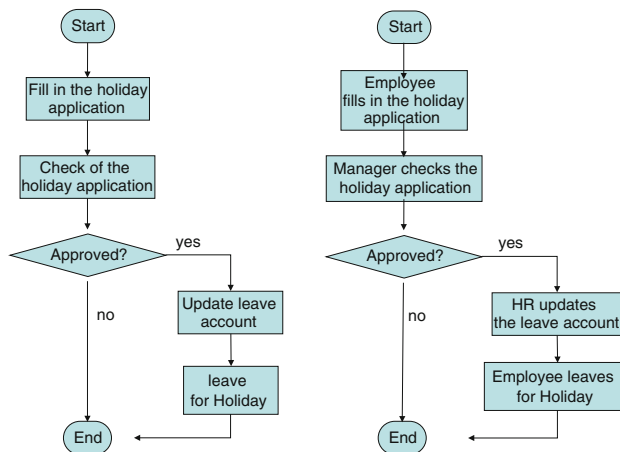 Start
Fill in the holiday
application
Check of the
holiday application
Approved?
yes
no
Update leave
account
leave
for Holiday
End
Start
Employee
fills in the holiday
application
Manager checks the
holiday application
Approved?
yes
no
HR updates
the leave account
Employee leaves
for Holiday
End